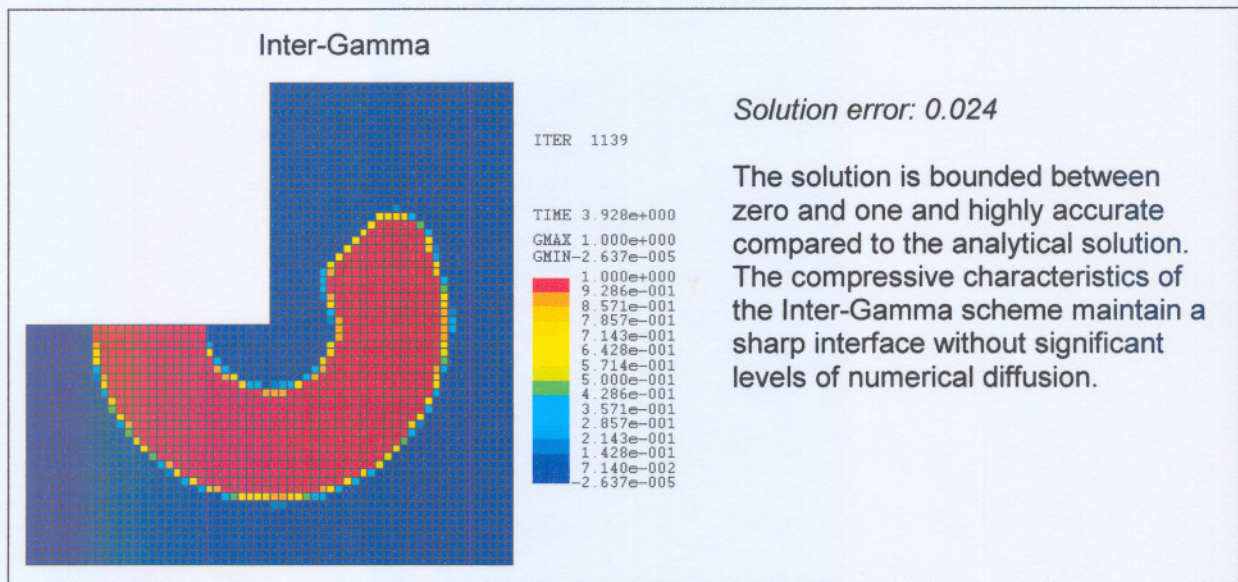 Inter-Gamma
ITER 1139
TIME 3.928e+000
GMAX 1.000e+000
GMIN-2.637e-005
1.000e+000
9.286e-001
8.571e-001
7.857e-001
7.143e-001
6.428e-001
5.714e-001
5.000e-001
4.286e-001
3.571e-001
2.857e-001
2.143e-001
1.428e-001
7.140e-002
-2.637e-005
Solution error: 0.024
The solution is bounded between
zero and one and highly accurate
compared to the analytical solution.
The compressive characteristics of
the Inter-Gamma scheme maintain a
sharp interface without significant
levels of numerical diffusion.